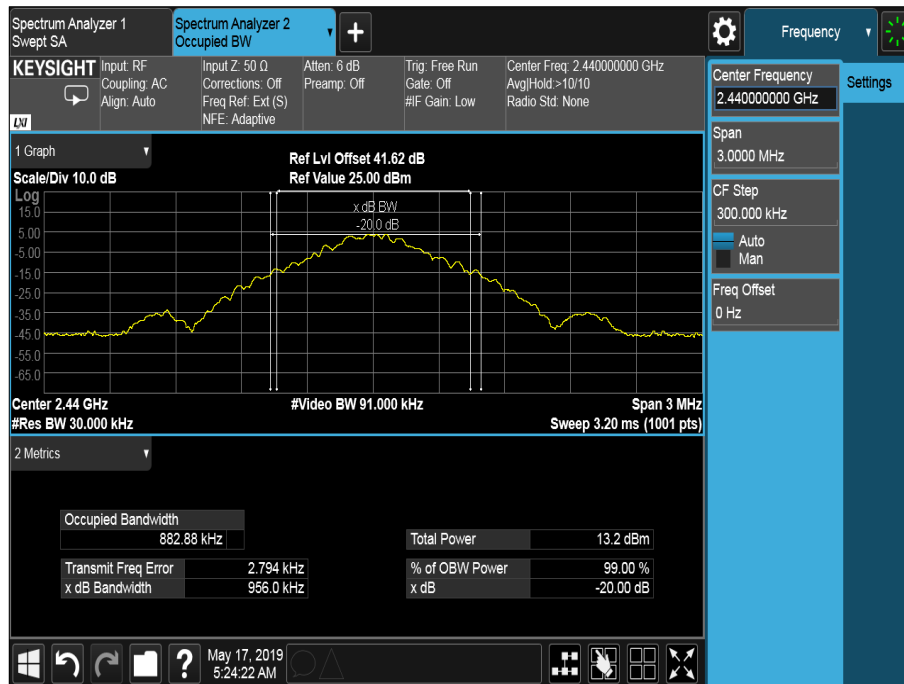 Spectrum Analyzer 1
Swept SA
Spectrum Analyzer 2
Occupied BW
Frequency
KEYSIGHT
LXI
Input: RF
Coupling: AC
Align: Auto
Input Z: 50 Ω
Corrections: Off
Freq Ref: Ext (S)
NFE: Adaptive
Atten: 6 dB
Preamp: Off
Trig: Free Run
Gate: Off
#IF Gain: Low
Center Freq: 2.440000000 GHz
Avg|Hold:>10/10
Radio Std: None
Center Frequency
2.440000000 GHz
Settings
Span
3.0000 MHz
CF Step
300.000 kHz
Auto
Man
Freq Offset
0 Hz
1 Graph
Scale/Div 10.0 dB
Ref Lvl Offset 41.62 dB
Ref Value 25.00 dBm
Log
15.0
5.00
-5.00
-15.0
-25.0
-35.0
-45.0
-55.0
-65.0
x dB BW
-20.0 dB
Center 2.44 GHz
#Video BW 91.000 kHz
Span 3 MHz
#Res BW 30.000 kHz
Sweep 3.20 ms (1001 pts)
2 Metrics
Occupied Bandwidth
882.88 kHz
Total Power 13.2 dBm
Transmit Freq Error 2.794 kHz
% of OBW Power 99.00 %
x dB Bandwidth 956.0 kHz
x dB -20.00 dB
?
May 17, 2019
5:24:22 AM